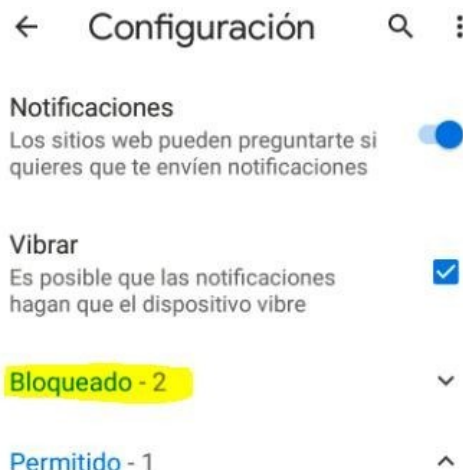 Configuración
Notificaciones
Los sitios web pueden preguntarte si
quieres que te envíen notificaciones
Vibrar
Es posible que las notificaciones
hagan que el dispositivo vibre
Bloqueado - 2
Permitido - 1